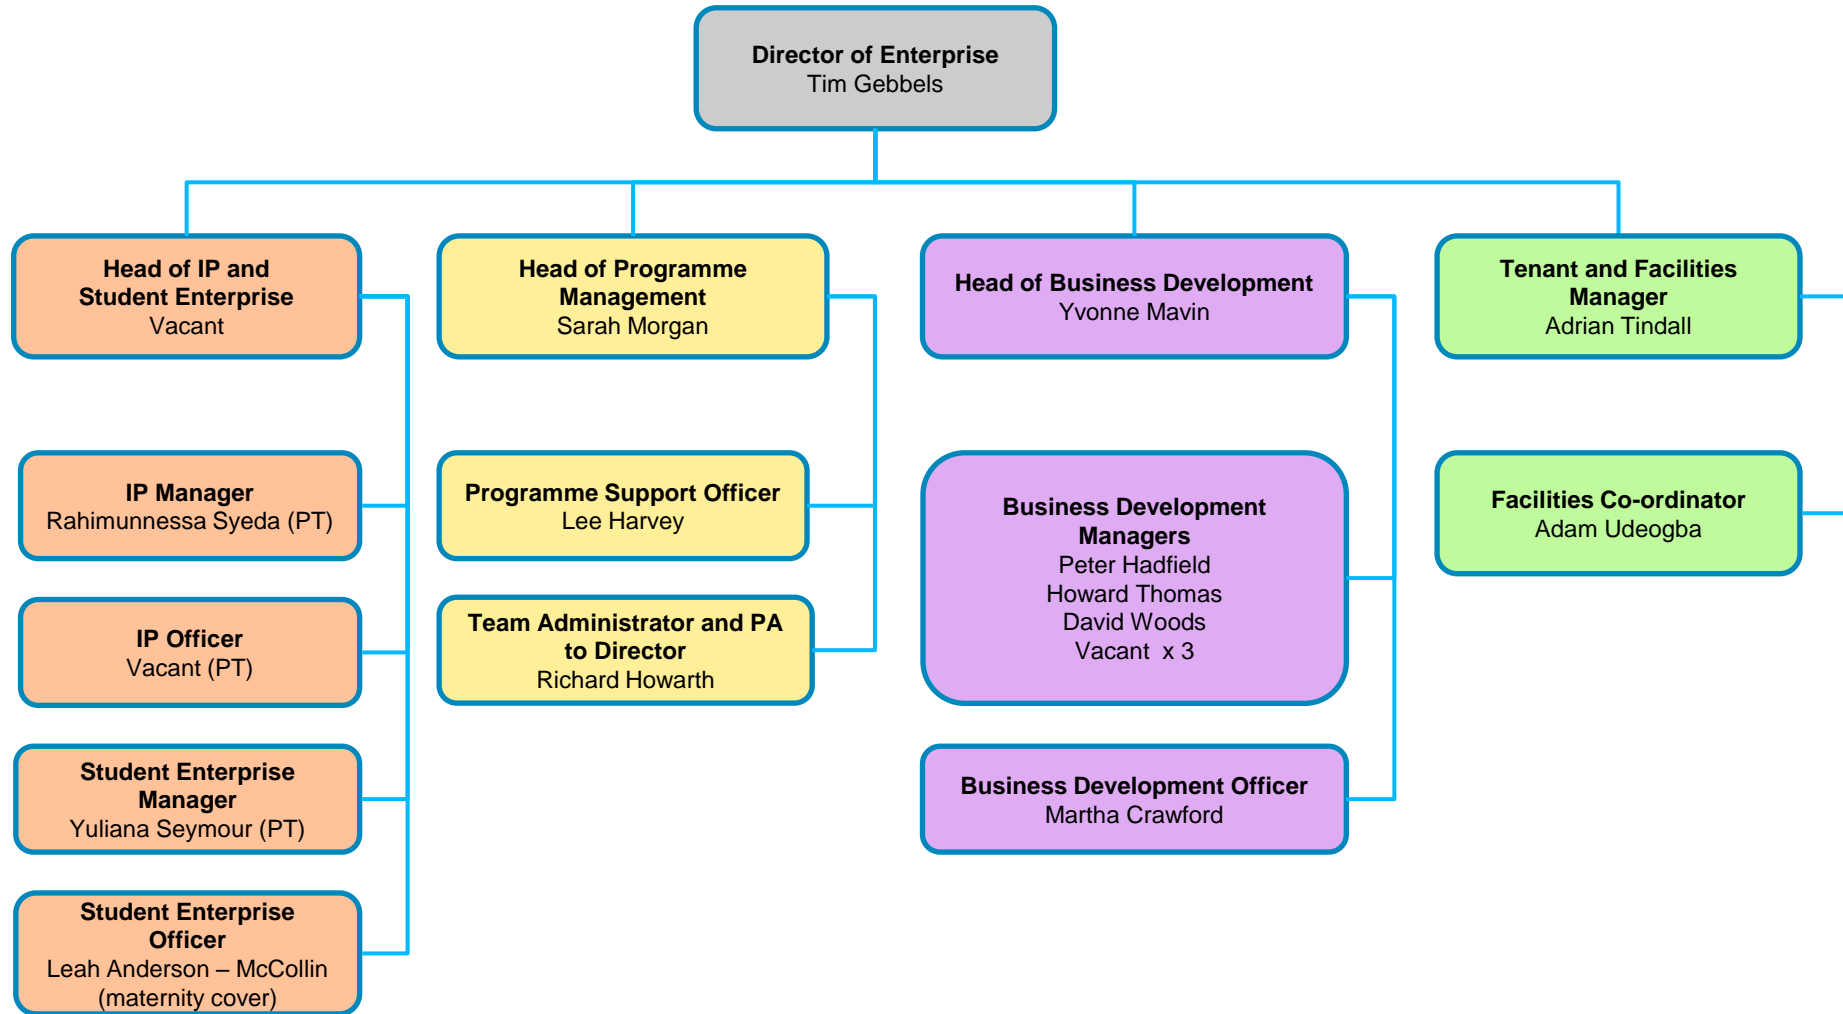 Director of Enterprise
Tim Gebbels
Head of IP and
Student Enterprise
Vacant
Head of Programme
Management
Sarah Morgan
Head of Business Development
Yvonne Mavin
Tenant and Facilities
Manager
Adrian Tindall
IP Manager
Rahimunnessa Syeda (PT)
Programme Support Officer
Lee Harvey
Business Development
Managers
Peter Hadfield
Howard Thomas
David Woods
Vacant x 3
Facilities Co-ordinator
Adam Udeogba
IP Officer
Vacant (PT)
Team Administrator and PA
to Director
Richard Howarth
Student Enterprise
Manager
Yuliana Seymour (PT)
Business Development Officer
Martha Crawford
Student Enterprise
Officer
Leah Anderson – McCollin
(maternity cover)